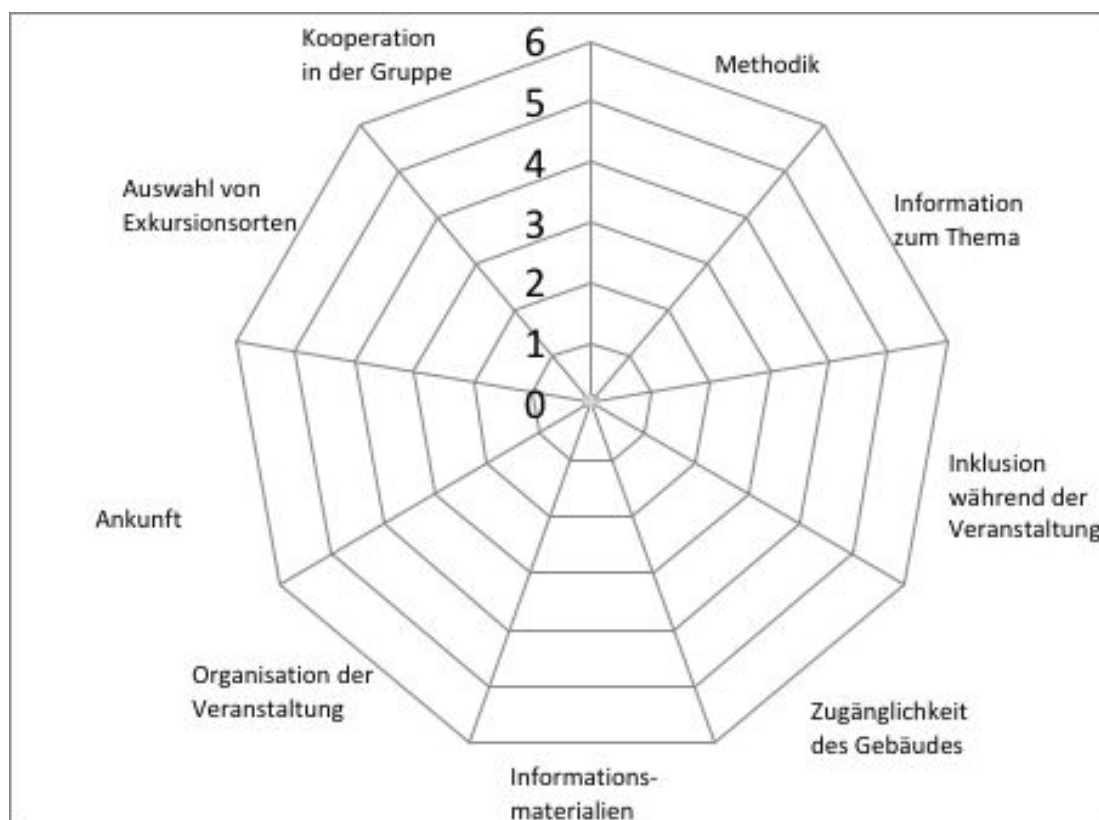 Kooperation
in der Gruppe
6
5
4
3
2
1
0
Methodik
Information
zum Thema
Inklusion
während der
Veranstaltung
Zugänglichkeit
des Gebäudes
Informations-
materialien
Organisation der
Veranstaltung
Ankunft
Auswahl von
Exkursionsorten